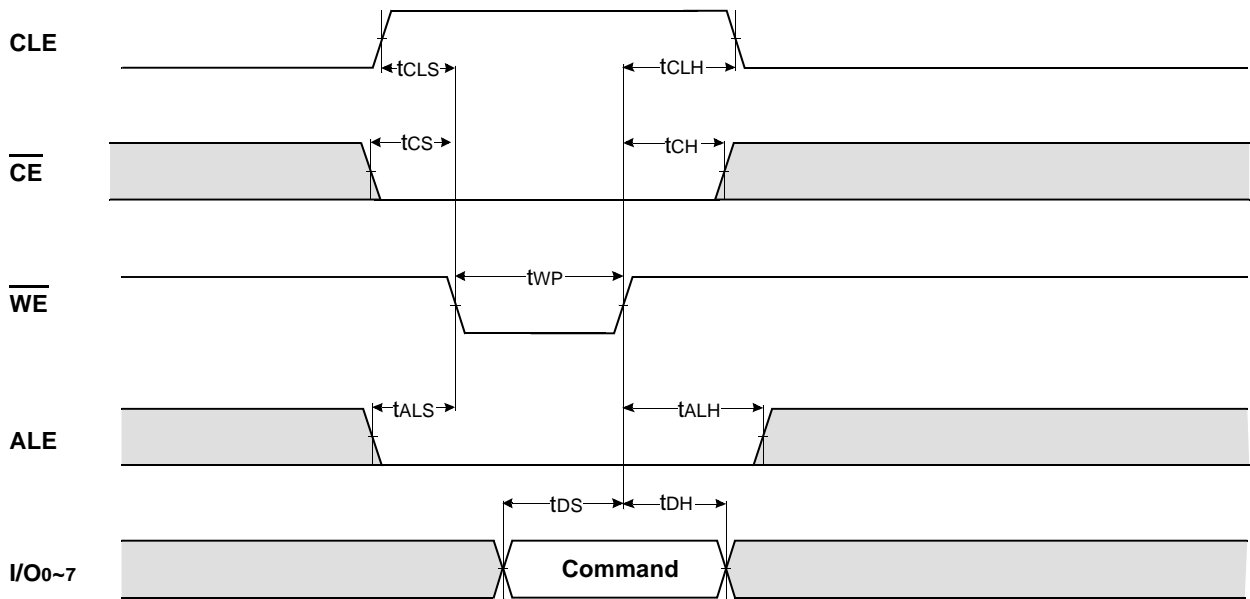 CLE
tCLS
tCLH
CE
tCS
tCH
WE
tWP
ALE
tALS
tALH
I/O0~7
tDS
tDH
Command